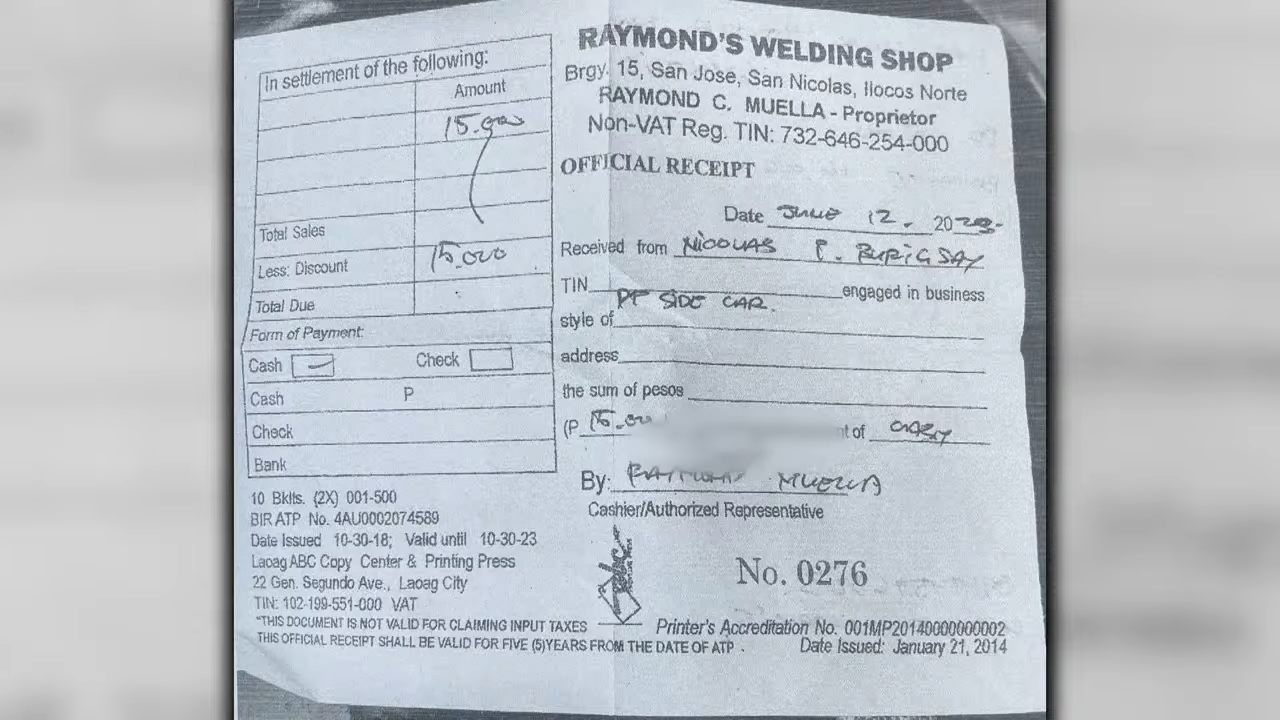 In settlement of the following:
Amount
15.000
Total Sales
Less: Discount 15.000
Total Due
Form of Payment:
Cash Check
Cash P
Check
Bank
10 Bklts. (2X) 001-500
BIR ATP No. 4AU0002074589
Date Issued 10-30-18; Valid until 10-30-23
Laoag ABC Copy Center & Printing Press
22 Gen. Segundo Ave., Laoag City
TIN: 102-199-551-000 VAT
*THIS DOCUMENT IS NOT VALID FOR CLAIMING INPUT TAXES
THIS OFFICIAL RECEIPT SHALL BE VALID FOR FIVE (5)YEARS FROM THE DATE OF ATP .
RAYMOND'S WELDING SHOP
Brgy. 15, San Jose, San Nicolas, Ilocos Norte
RAYMOND C. MUELLA - Proprietor
Non-VAT Reg. TIN: 732-646-254-000
OFFICIAL RECEIPT
Date JUNE 12, 2023
Received from NICOLAS P.
TIN engaged in business
SIDE CAR.
style of
address
the sum of pesos
(P 15.000 t of
By: RAYMOND MUELLA
Cashier/Authorized Representative
No. 0276
Printer's Accreditation No. 001MP20140000000002
Date Issued: January 21, 2014